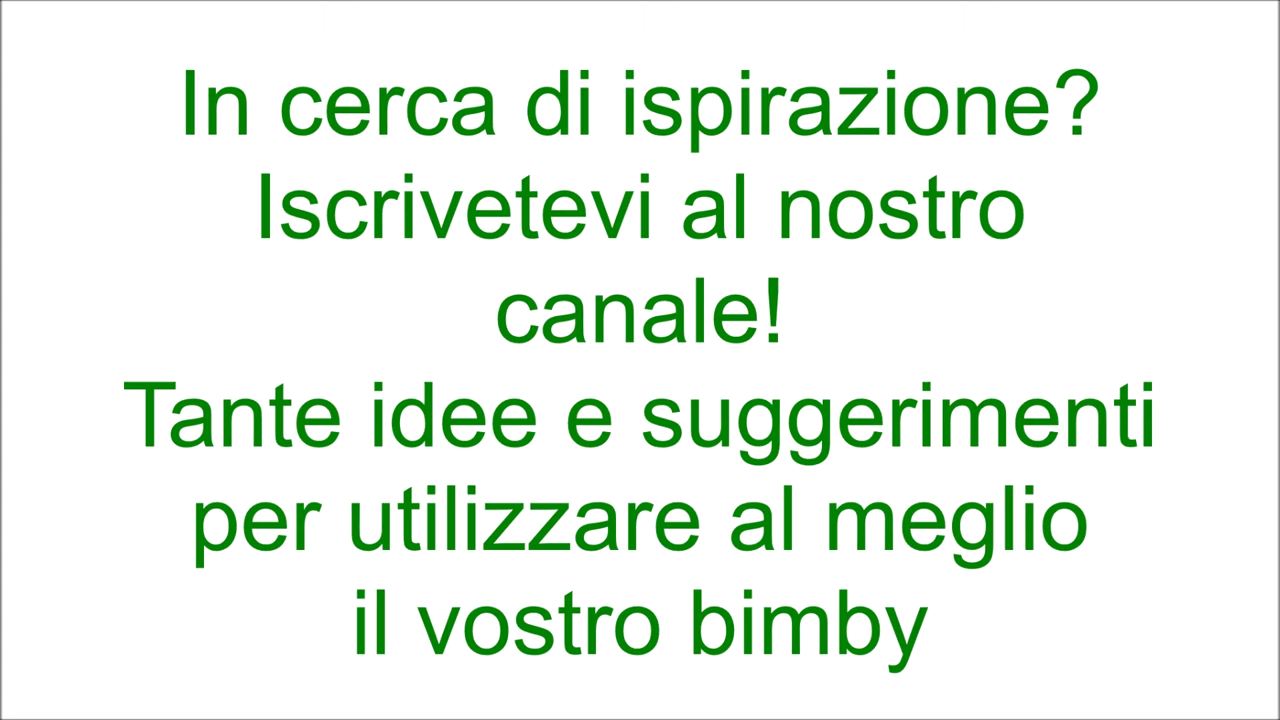 In cerca di ispirazione?
Iscrivetevi al nostro
canale!
Tante idee e suggerimenti
per utilizzare al meglio
il vostro bimby